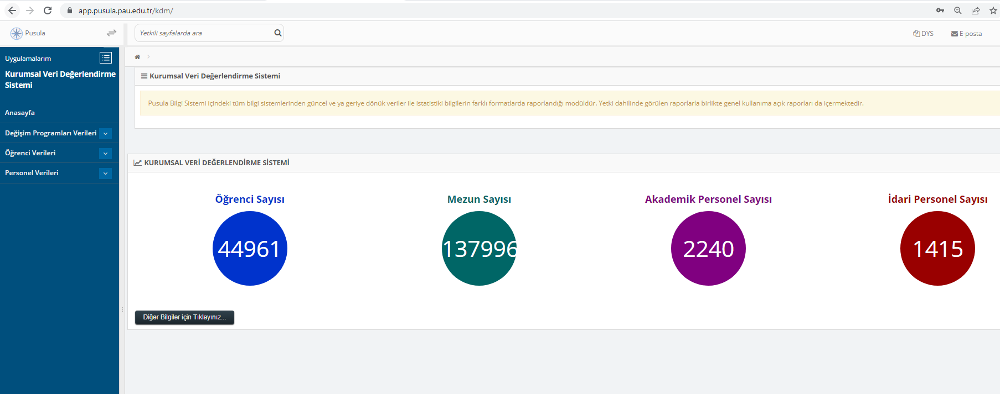 app.pusula.pau.edu.tr/kdm/
Pusula
Yetkili sayfalarda ara
DYS
E-posta
Uygulamalarım
Kurumsal Veri Değerlendirme
Sistemi
Anasayfa
Değişim Programları Verileri
Öğrenci Verileri
Personel Verileri
Kurumsal Veri Değerlendirme Sistemi
Pusula Bilgi Sistemi içindeki tüm bilgi sistemlerinden güncel ve ya geriye dönük veriler ile istatistiki bilgilerin farklı formatlarda raporlandığı modüldür. Yetki dahilinde görülen raporlarla birlikte genel kullanıma açık raporları da içermektedir.
KURUMSAL VERİ DEĞERLENDİRME SİSTEMİ
Öğrenci Sayısı
44961
Mezun Sayısı
137996
Akademik Personel Sayısı
2240
İdari Personel Sayısı
1415
Diğer Bilgiler için Tıklayınız...